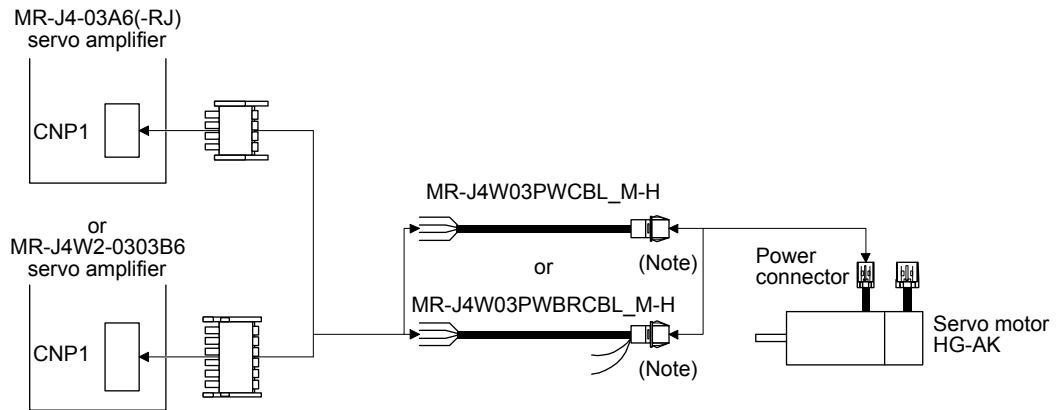 MR-J4-03A6(-RJ)
servo amplifier
CNP1
or
MR-J4W2-0303B6
servo amplifier
CNP1
MR-J4W03PWCBL_M-H
(Note)
or
MR-J4W03PWBRCBL_M-H
(Note)
Power
connector
Servo motor
HG-AK